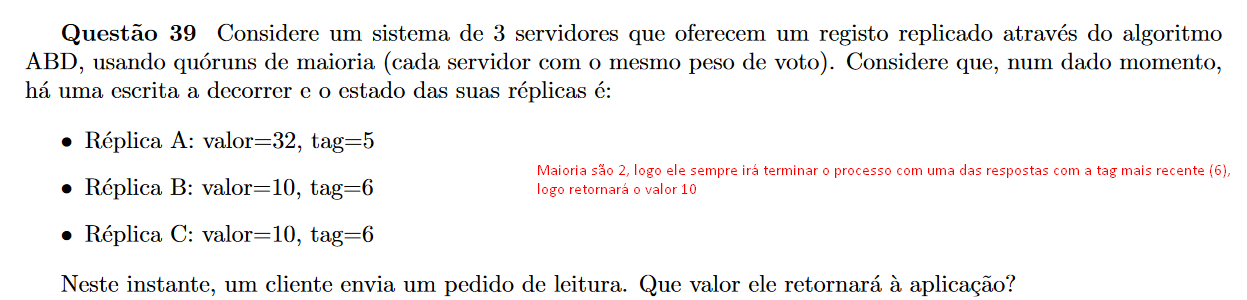 Questão 39 Considere um sistema de 3 servidores que oferecem um registo replicado através do algoritmo
ABD, usando quóruns de maioria (cada servidor com o mesmo peso de voto). Considere que, num dado momento,
há uma escrita a decorrer e o estado das suas réplicas é:
• Réplica A: valor=32, tag=5
Maioria são 2, logo ele sempre irá terminar o processo com uma das respostas com a tag mais recente (6),
logo retornará o valor 10
• Réplica B: valor=10, tag=6
• Réplica C: valor=10, tag=6
Neste instante, um cliente envia um pedido de leitura. Que valor ele retornará à aplicação?